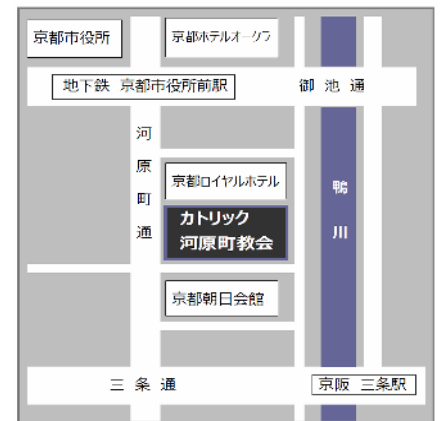 京都市役所
京都ホテルオークラ
地下鉄 京都市役所前駅
御池通
河原町通
京都ロイヤルホテル
カトリック
河原町教会
鴨川
京都朝日会館
三条通
京阪 三条駅